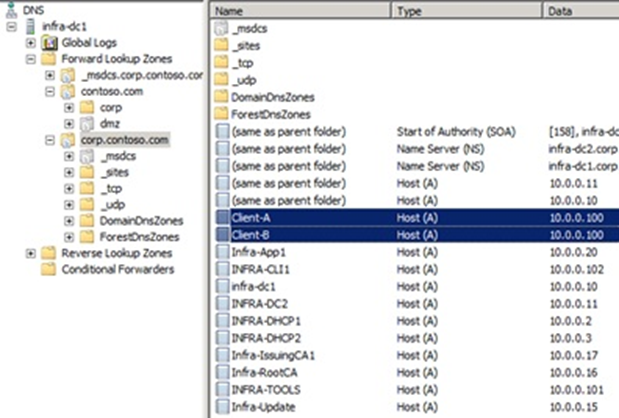 DNS
infra-dc1
Global Logs
Forward Lookup Zones
_msdcs.corp.contoso.cor
contoso.com
corp
dmz
corp.contoso.com
_msdcs
_sites
_tcp
_udp
DomainDnsZones
ForestDnsZones
Reverse Lookup Zones
Conditional Forwarders
Name Type Data
_msdcs
_sites
_tcp
_udp
DomainDnsZones
ForestDnsZones
(same as parent folder) Start of Authority (SOA) [158], infra-dc
(same as parent folder) Name Server (NS) infra-dc2.corp
(same as parent folder) Name Server (NS) infra-dc1.corp
(same as parent folder) Host (A) 10.0.0.11
(same as parent folder) Host (A) 10.0.0.10
Client-A Host (A) 10.0.0.100
Client-B Host (A) 10.0.0.100
Infra-App1 Host (A) 10.0.0.20
INFRA-CLI1 Host (A) 10.0.0.102
infra-dc1 Host (A) 10.0.0.10
INFRA-DC2 Host (A) 10.0.0.11
INFRA-DHCP1 Host (A) 10.0.0.2
INFRA-DHCP2 Host (A) 10.0.0.3
Infra-IssuingCA1 Host (A) 10.0.0.17
Infra-RootCA Host (A) 10.0.0.16
INFRA-TOOLS Host (A) 10.0.0.101
Infra-Update Host (A) 10.0.0.15